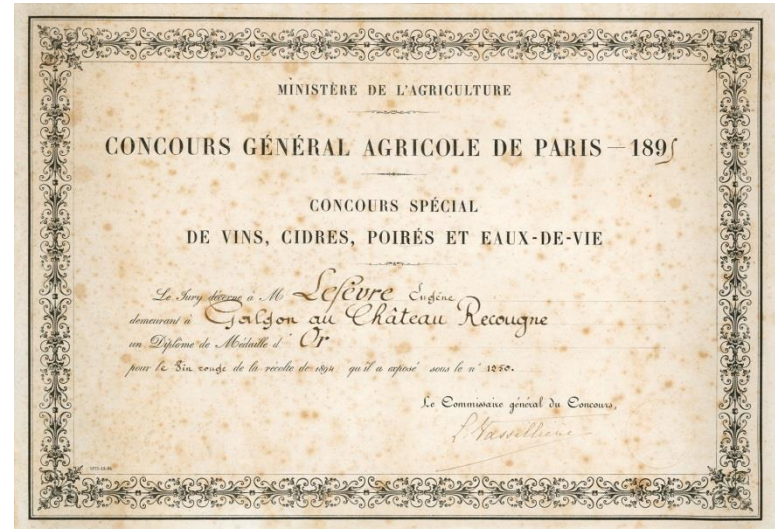 MINISTÈRE DE L'AGRICULTURE
CONCOURS GÉNÉRAL AGRICOLE DE PARIS — 1895
CONCOURS SPÉCIAL
DE VINS, CIDRES, POIRÉS ET EAUX-DE-VIE
Le Jury décerne à M Lefèvre Eugène
demeurant à Galgon au Château Recougne
un Diplôme de Médaille d'Or
pour le Vin rouge de la récolte de 1894 qu'il a exposé sous le n° 1250.
Le Commissaire général du Concours,